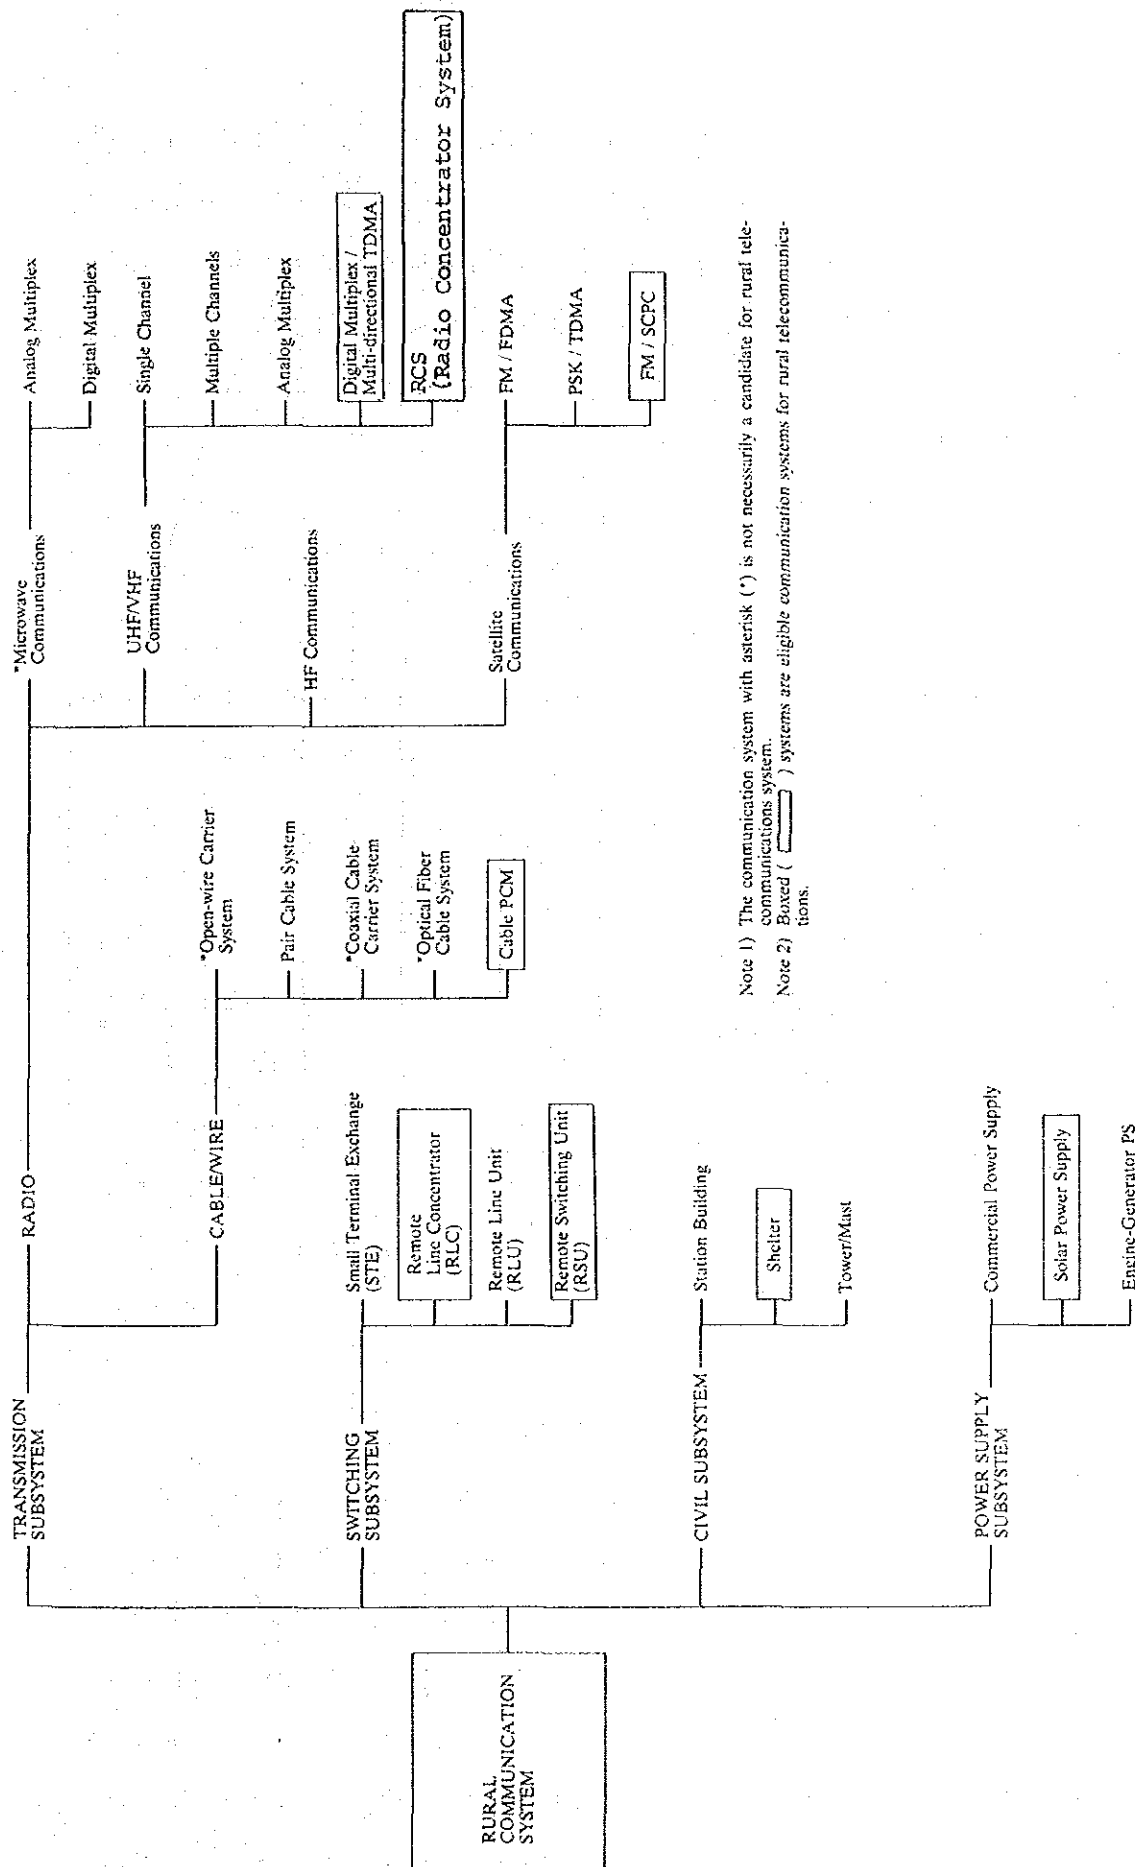 RURAL
COMMUNICATION
SYSTEM
TRANSMISSION
SUBSYSTEM
RADIO
*Microwave
Communications
Analog Multiplex
Digital Multiplex
UHF/VHF
Communications
Single Channel
Multiple Channels
Analog Multiplex
Digital Multiplex /
Multi-directional TDMA
RCS
(Radio Concentrator System)
HF Communications
Satellite
Communications
FM / FDMA
PSK / TDMA
FM / SCPC
CABLE/WIRE
*Open-wire Carrier
System
Pair Cable System
*Coaxial Cable
Carrier System
*Optical Fiber
Cable System
Cable PCM
SWITCHING
SUBSYSTEM
Small Terminal Exchange
(STE)
Remote
Line Concentrator
(RLC)
Remote Line Unit
(RLU)
Remote Switching Unit
(RSU)
CIVIL SUBSYSTEM
Station Building
Shelter
Tower/Mast
POWER SUPPLY
SUBSYSTEM
Commercial Power Supply
Solar Power Supply
Engine-Generator PS
Note 1) The communication system with asterisk (*) is not necessarily a candidate for rural tele-
communications system.
Note 2) Boxed ( ) systems are eligible communication systems for rural telecommunica-
tions.